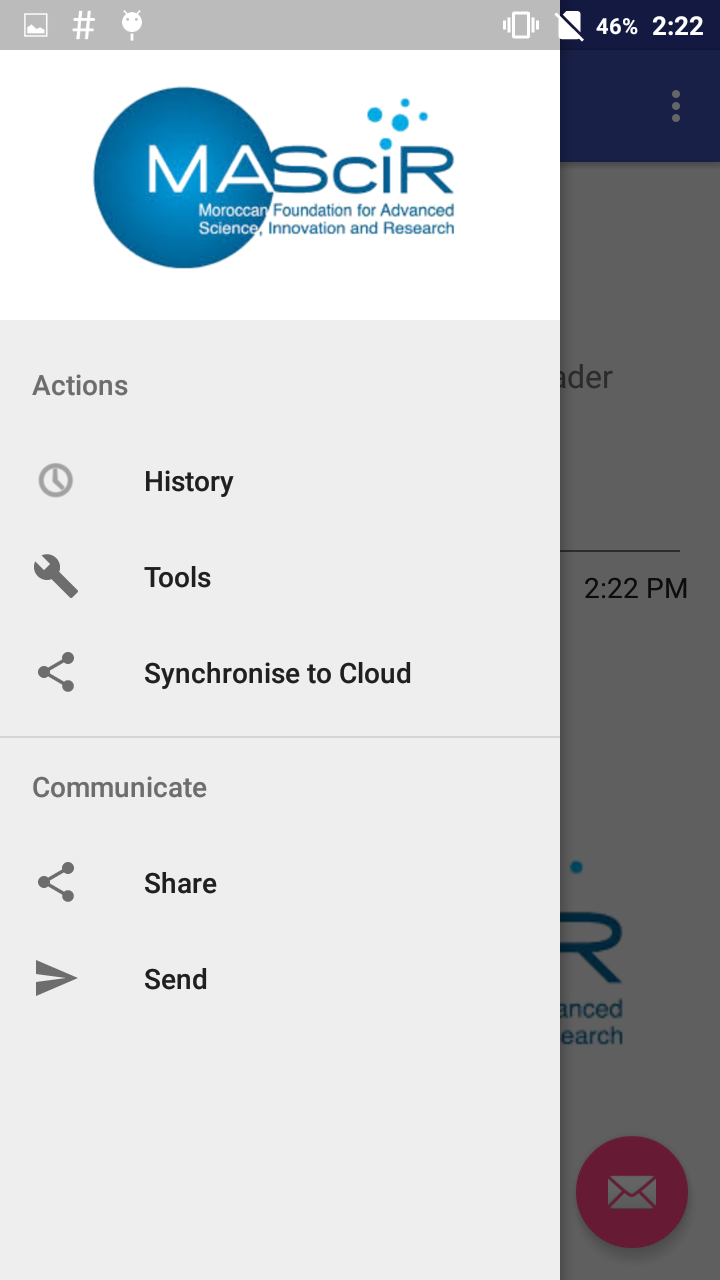 46% 2:22
MASciR
Moroccan Foundation for Advanced
Science, Innovation and Research
Actions
ader
History
Tools
2:22 PM
Synchronise to Cloud
Communicate
Share
R
Send
anced
earch